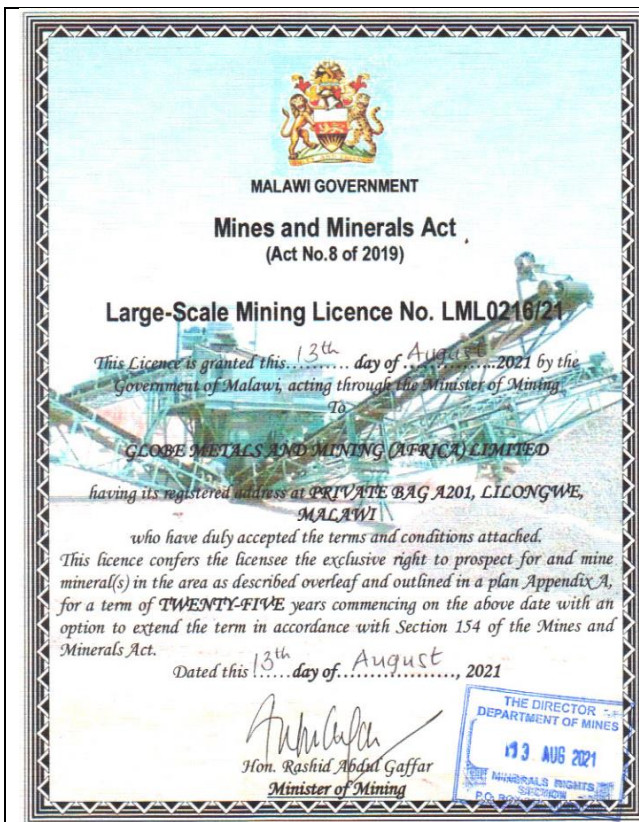 MALAWI GOVERNMENT
Mines and Minerals Act
(Act No.8 of 2019)
Large-Scale Mining Licence No. LML0216/21
This Licence is granted this 13th day of August 2021 by the
Government of Malawi, acting through the Minister of Mining
To
GLOBE METALS AND MINING (AFRICA) LIMITED
having its registered address at PRIVATE BAG A201, LILONGWE,
MALAWI
who have duly accepted the terms and conditions attached.
This licence confers the licensee the exclusive right to prospect for and mine
mineral(s) in the area as described overleaf and outlined in a plan Appendix A,
for a term of TWENTY-FIVE years commencing on the above date with an
option to extend the term in accordance with Section 154 of the Mines and
Minerals Act.
Dated this 13th day of August, 2021
Hon. Rashid Abdul Gaffar
Minister of Mining
THE DIRECTOR
DEPARTMENT OF MINES
13 AUG 2021
MINERALS RIGHTS
SECTION
P.O. BOX